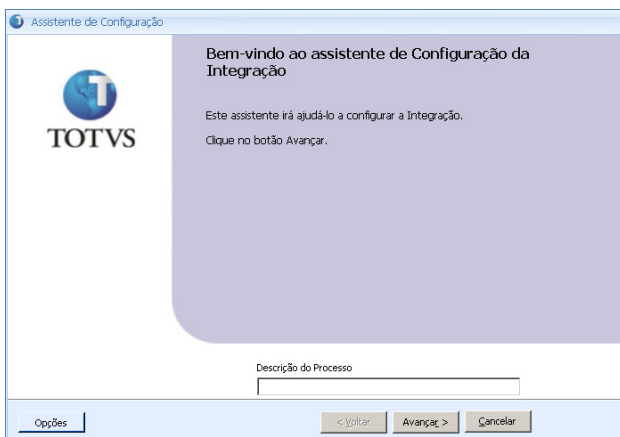 Assistente de Configuração
Bem-vindo ao assistente de Configuração da
Integração
TOTVS
Este assistente irá ajudá-lo a configurar a Integração.
Clique no botão Avançar.
Descrição do Processo
Opções
< Voltar
Avançar >
Cancelar